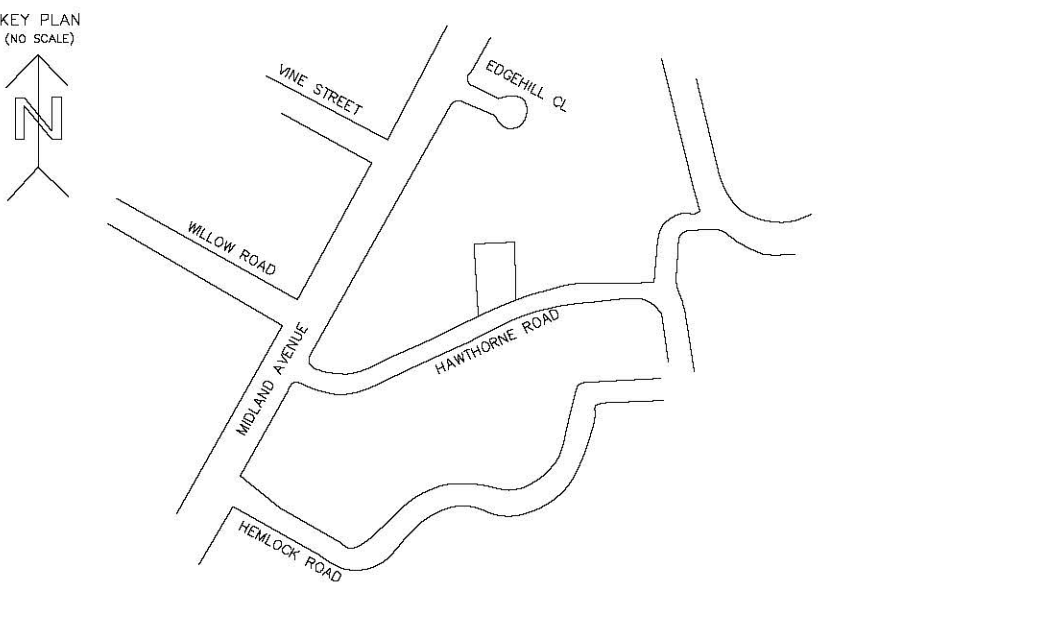 KEY PLAN
(NO SCALE)
N
VINE STREET
EDGEHILL CL
WILLOW ROAD
MIDLAND AVENUE
HAWTHORNE ROAD
HEMLOCK ROAD